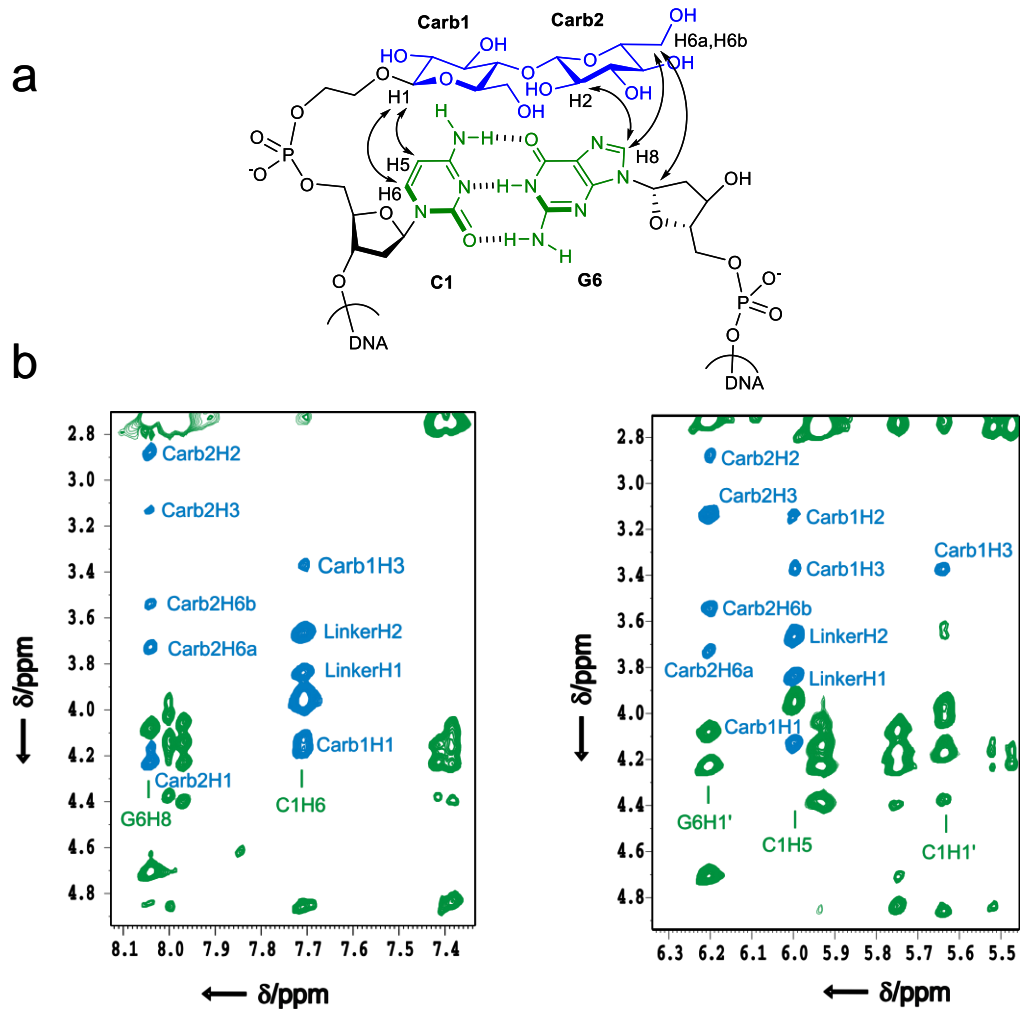 a
Carb1 Carb2
OH
H6a,H6b
HO OH
O
HO O O OH
O
H1 HO H2 OH
OH
O
H
N H O N
H8
O P O
-O
O
H5
H6
N H N N OH
N N
O O H N O
H
C1 G6
O O
O-
P O
O
DNA
DNA
b
2.8
3.0
3.2
3.4
3.6
3.8
4.0
4.2
4.4
4.6
4.8
δ/ppm
Carb2H2
Carb2H3
Carb1H3
Carb2H6b
LinkerH2
Carb2H6a
LinkerH1
Carb1H1
Carb2H1
G6H8
C1H6
8.1 8.0 7.9 7.8 7.7 7.6 7.5 7.4
δ/ppm
2.8
3.2
3.4
3.6
3.8
4.0
4.2
4.4
4.6
4.8
δ/ppm
Carb2H2
Carb2H3
Carb1H2
Carb1H3
Carb1H3
Carb2H6b
LinkerH2
Carb2H6a
LinkerH1
Carb1H1
G6H1'
C1H5
C1H1'
6.3 6.2 6.1 6.0 5.9 5.8 5.7 5.6 5.5
δ/ppm